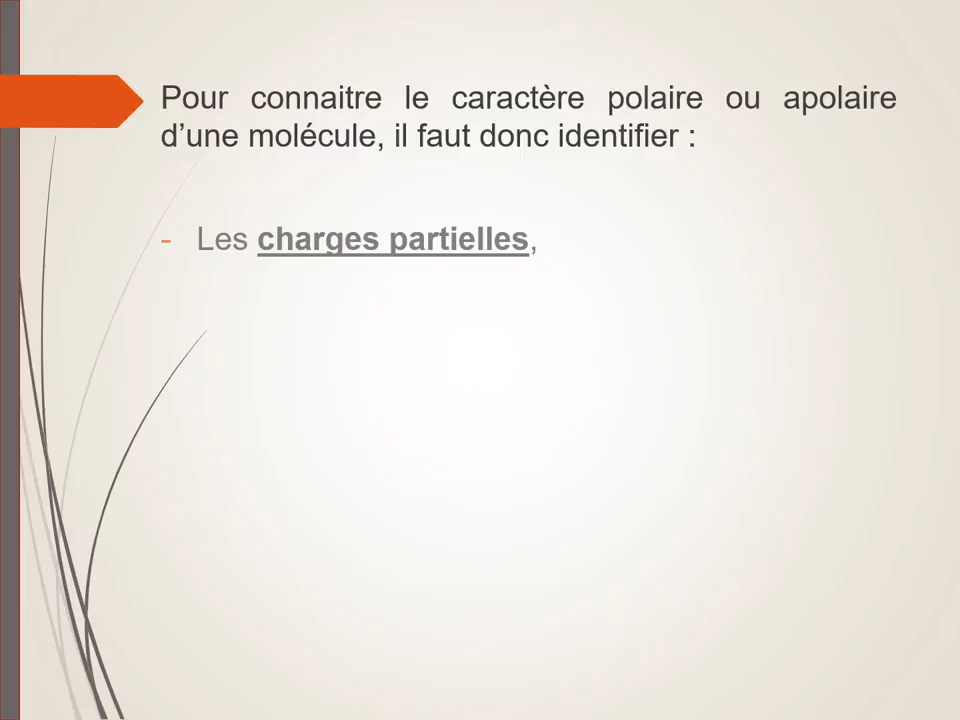 Pour connaitre le caractère polaire ou apolaire
d’une molécule, il faut donc identifier :
- Les charges partielles,